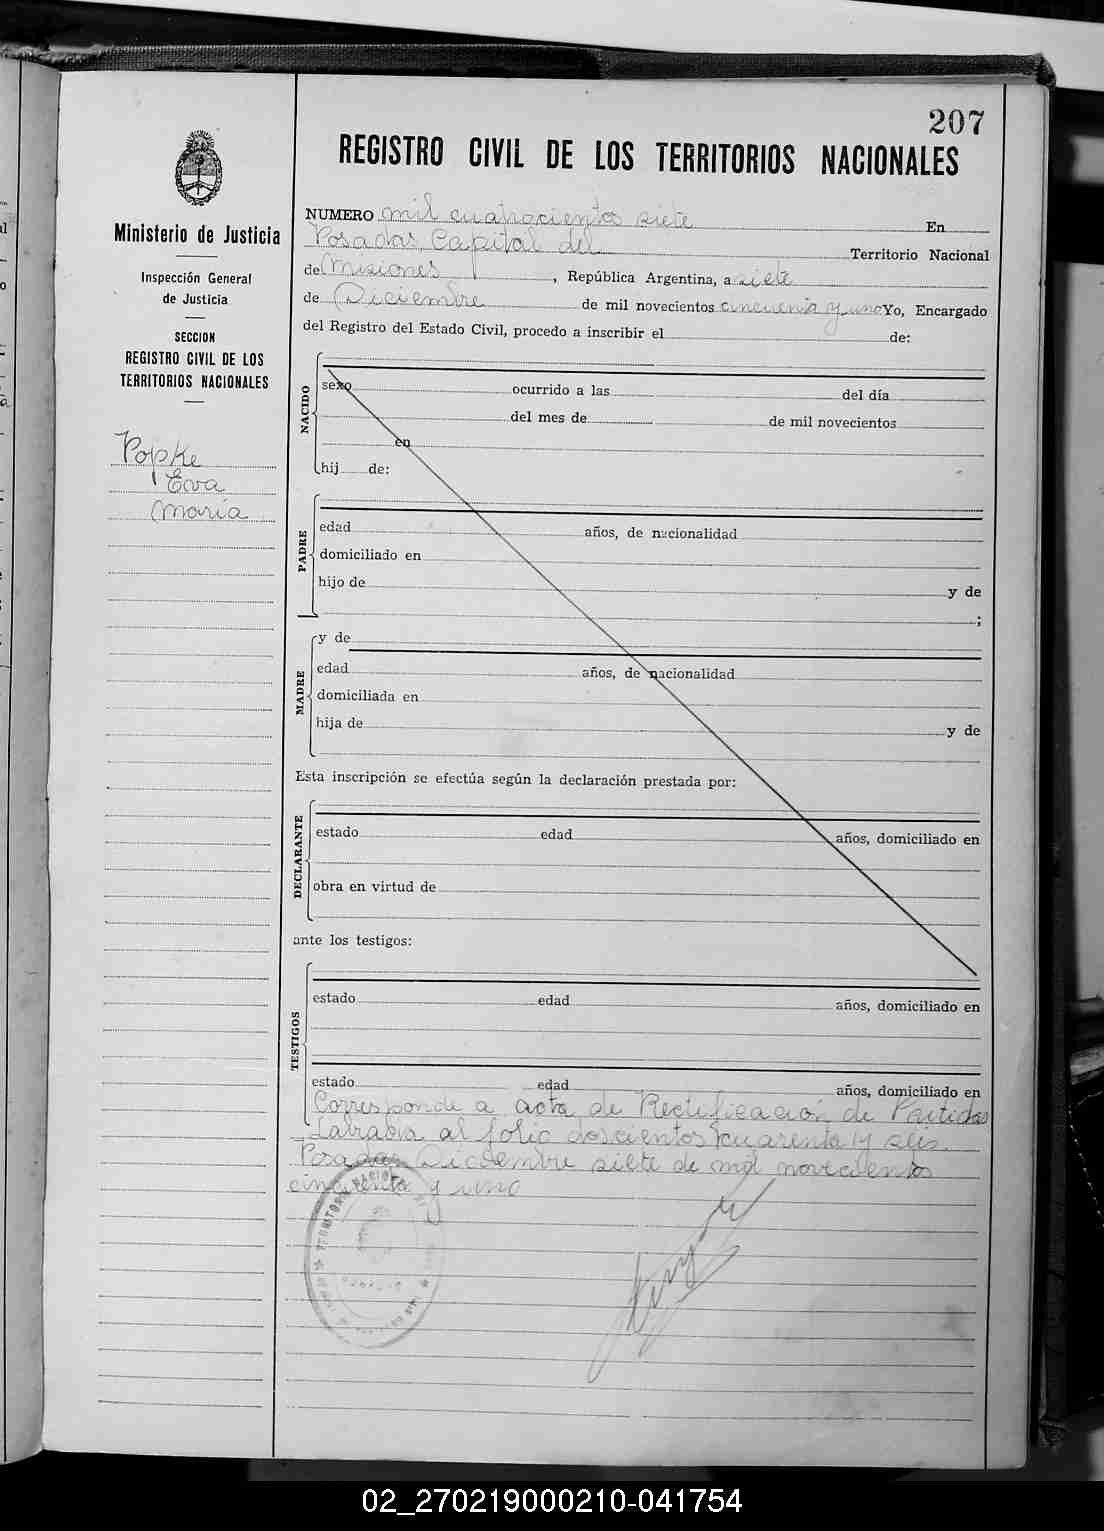 207
REGISTRO CIVIL DE LOS TERRITORIOS NACIONALES
Ministerio de Justicia
Inspección General
de Justicia
SECCION
REGISTRO CIVIL DE LOS
TERRITORIOS NACIONALES
Popke
Eva
Maria
NUMERO mil cuatrocientos siete En
Posadas, Capital del Territorio Nacional
de Misiones, República Argentina, a siete
de Diciembre de mil novecientos cincuenta y uno Yo, Encargado
del Registro del Estado Civil, procedo a inscribir el de:
NACIDO
sexo ocurrido a las del día
del mes de de mil novecientos
en
hij de:
PADRE
edad años, de nacionalidad
domiciliado en
hijo de y de
;
MADRE
y de
edad años, de nacionalidad
domiciliada en
hija de y de
Esta inscripción se efectúa según la declaración prestada por:
DECLARANTE
estado edad años, domiciliado en
obra en virtud de
ante los testigos:
TESTIGOS
estado edad años, domiciliado en
estado edad años, domiciliado en
Corresponde a acta de Rectificación de Partidas
Labrada al folio doscientos cuarenta y seis.
Posadas, Diciembre siete de mil novecientos
cincuenta y uno
TERRITORIO NACIONAL
02_270219000210-041754